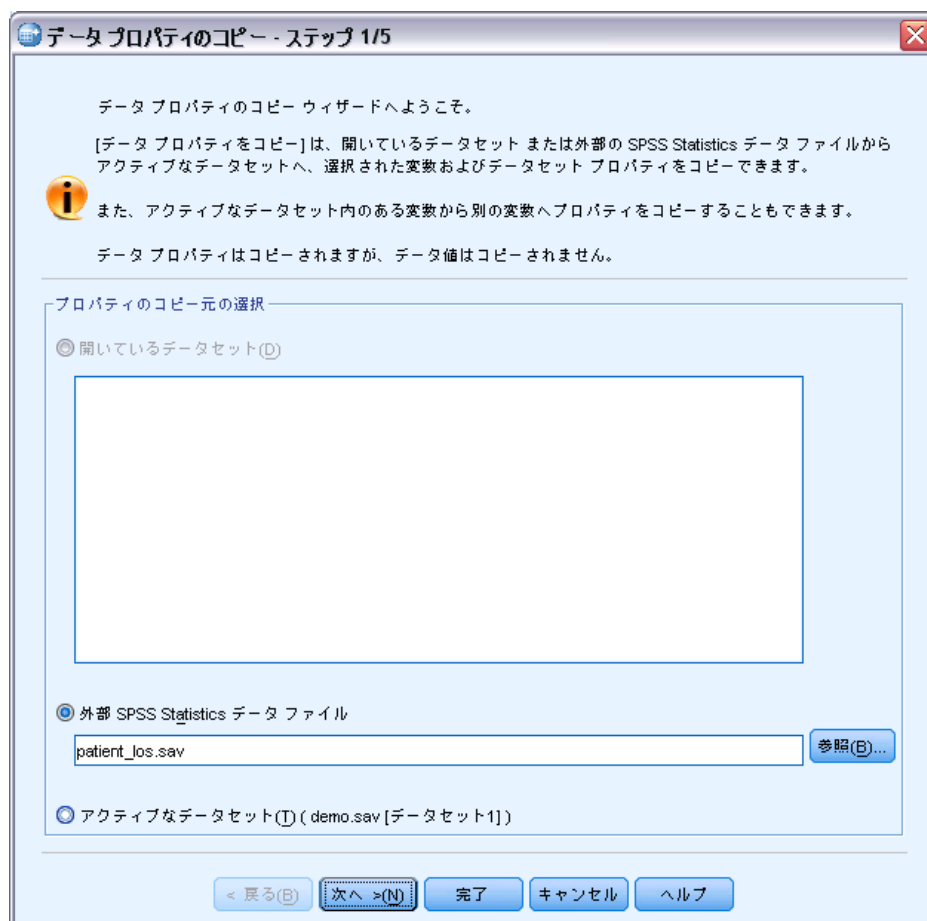 データ プロパティのコピー - ステップ 1/5
データ プロパティのコピー ウィザードへようこそ。
[データ プロパティをコピー] は、開いているデータセット または外部の SPSS Statistics データ ファイルから
アクティブなデータセットへ、選択された変数およびデータセット プロパティをコピーできます。
また、アクティブなデータセット内のある変数から別の変数へプロパティをコピーすることもできます。
データ プロパティはコピーされますが、データ値はコピーされません。
プロパティのコピー元の選択
開いているデータセット(D)
外部 SPSS Statistics データ ファイル
patient_los.sav
参照(B)...
アクティブなデータセット(T) ( demo.sav [データセット1] )
< 戻る(B) 次へ >(N) 完了 キャンセル ヘルプ